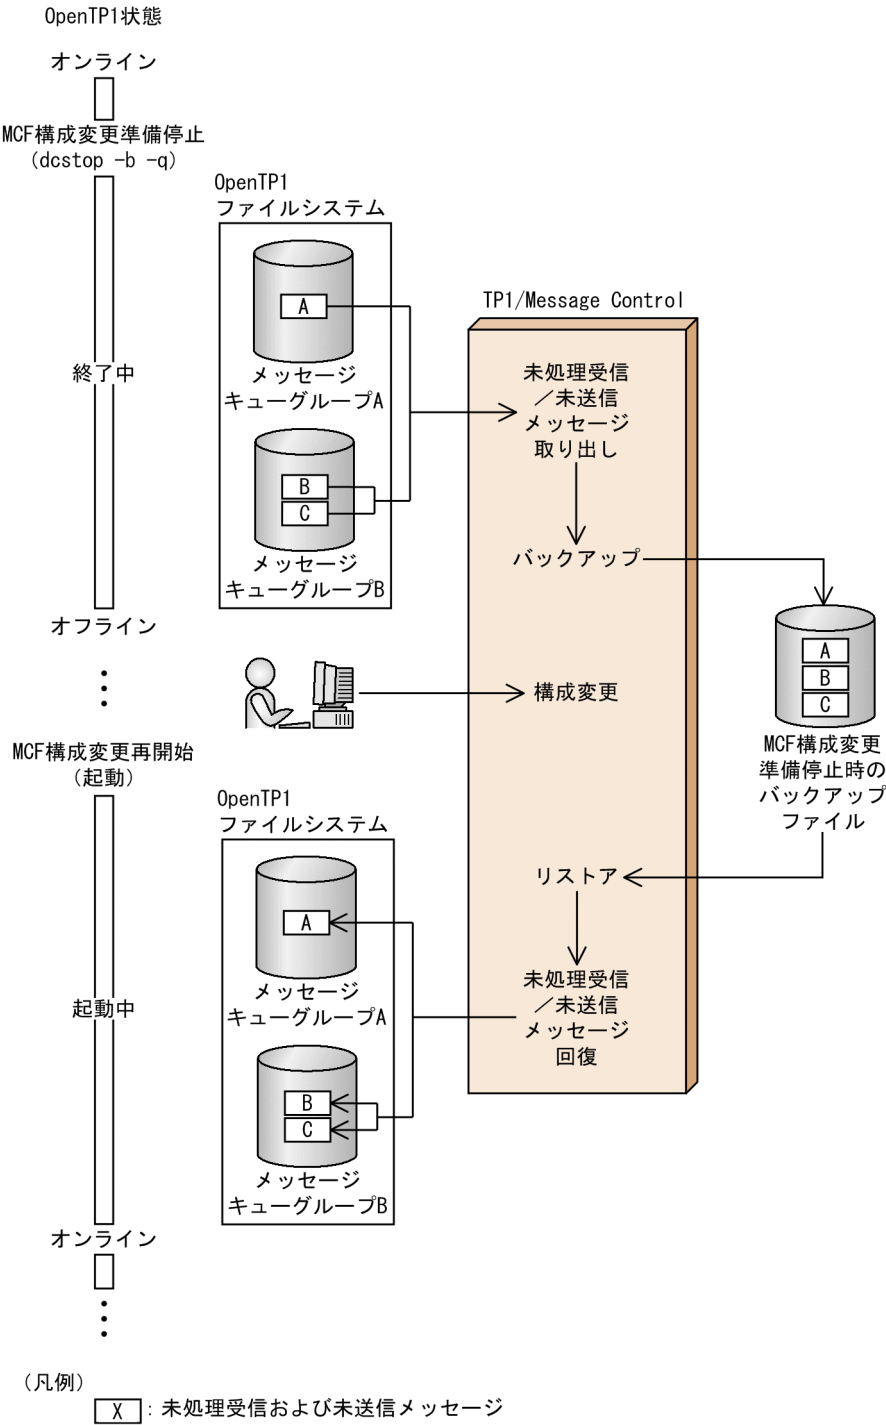 OpenTP1状態
オンライン
MCF構成変更準備停止
（dcstop -b -q）
終了中
オフライン
OpenTP1
ファイルシステム
A
メッセージ
キューグループA
B
C
メッセージ
キューグループB
TP1/Message Control
未処理受信
／未送信
メッセージ
取り出し
バックアップ
構成変更
A
B
C
MCF構成変更
準備停止時の
バックアップ
ファイル
MCF構成変更再開始
（起動）
起動中
オンライン
OpenTP1
ファイルシステム
A
メッセージ
キューグループA
B
C
メッセージ
キューグループB
リストア
未処理受信
／未送信
メッセージ
回復
（凡例）
X ：未処理受信および未送信メッセージ